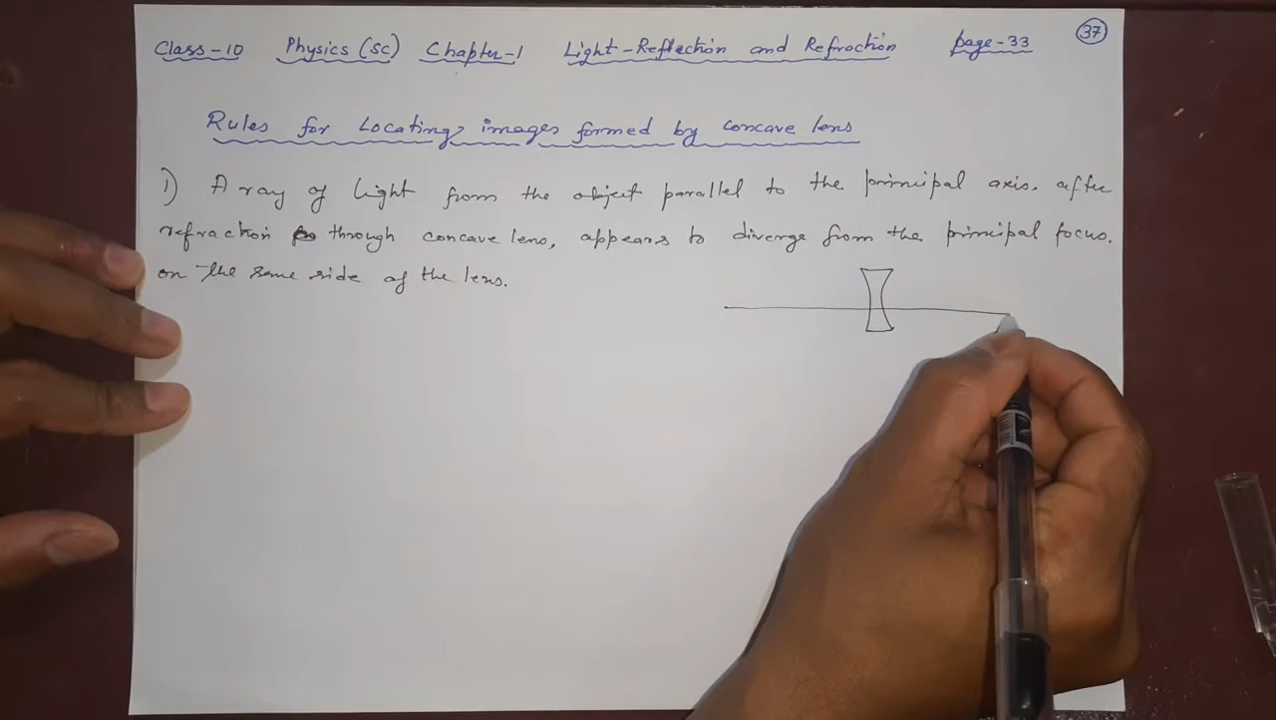 Class-10 Physics (SC) Chapter-1 Light-Reflection and Refraction page-33 37
Rules for Locating images formed by concave lens
1) A ray of light from the object parallel to the principal axis. after
refraction through concave lens, appears to diverge from the principal focus.
on the same side of the lens.